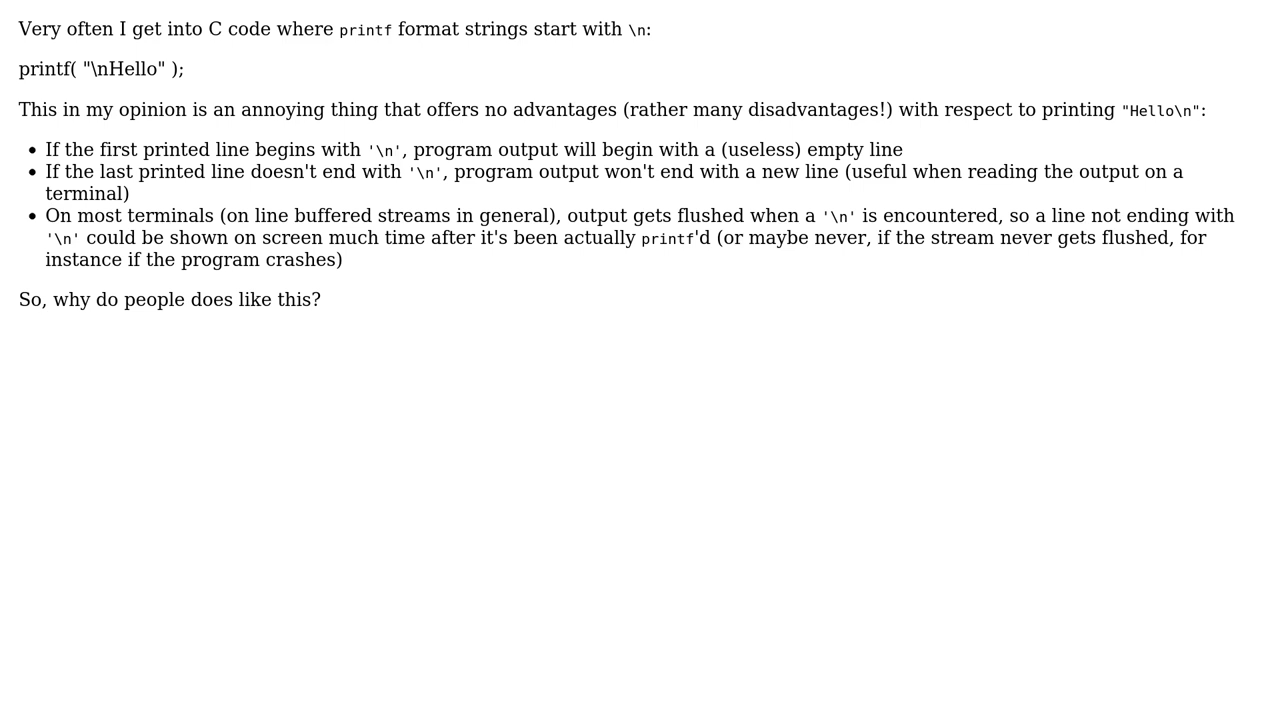 Very often I get into C code where printf format strings start with \n:
printf( "\nHello" );
This in my opinion is an annoying thing that offers no advantages (rather many disadvantages!) with respect to printing "Hello\n":
• If the first printed line begins with '\n', program output will begin with a (useless) empty line
• If the last printed line doesn't end with '\n', program output won't end with a new line (useful when reading the output on a
terminal)
• On most terminals (on line buffered streams in general), output gets flushed when a '\n' is encountered, so a line not ending with
'\n' could be shown on screen much time after it's been actually printf'd (or maybe never, if the stream never gets flushed, for
instance if the program crashes)
So, why do people does like this?